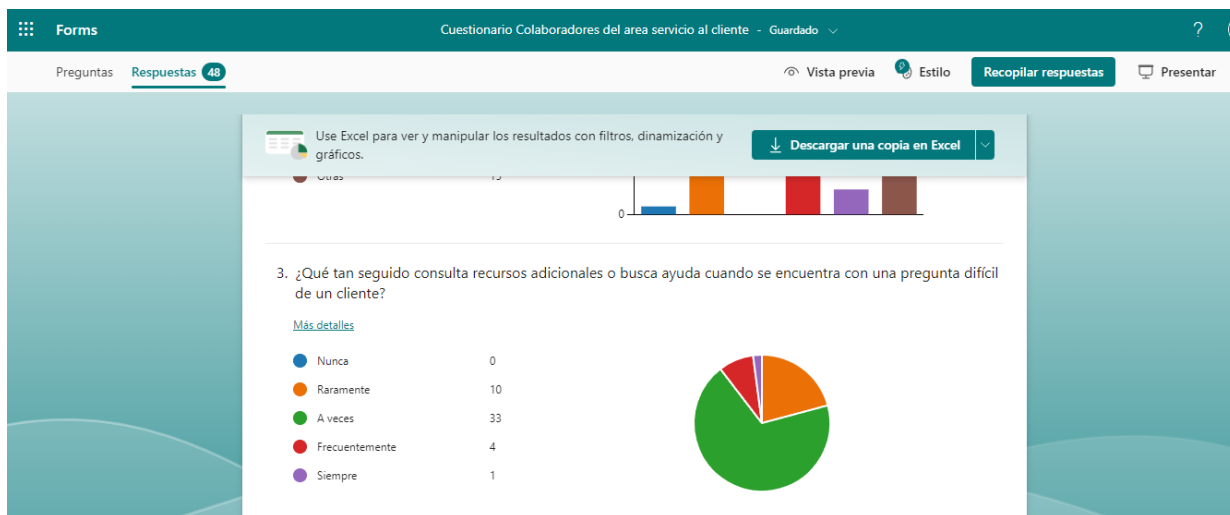 Forms
Cuestionario Colaboradores del area servicio al cliente - Guardado
?
Preguntas
Respuestas 48
Vista previa
Estilo
Recopilar respuestas
Presentar
Use Excel para ver y manipular los resultados con filtros, dinamización y
gráficos.
Descargar una copia en Excel
Otras
0
3. ¿Qué tan seguido consulta recursos adicionales o busca ayuda cuando se encuentra con una pregunta difícil
de un cliente?
Más detalles
Nunca 0
Raramente 10
A veces 33
Frecuentemente 4
Siempre 1